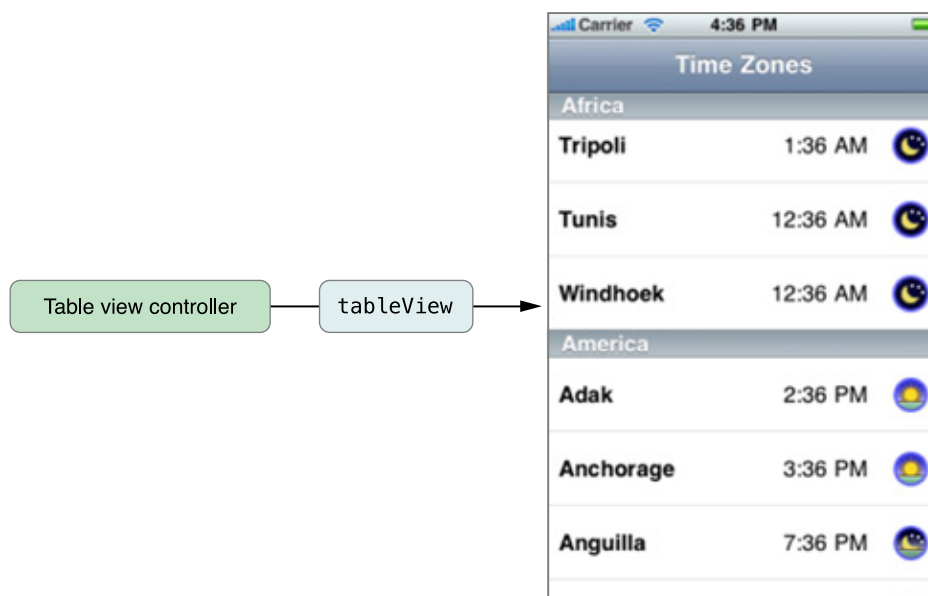 Carrier 4:36 PM
Time Zones
Africa
Tripoli 1:36 AM
Tunis 12:36 AM
Table view controller tableView
Windhoek 12:36 AM
America
Adak 2:36 PM
Anchorage 3:36 PM
Anguilla 7:36 PM